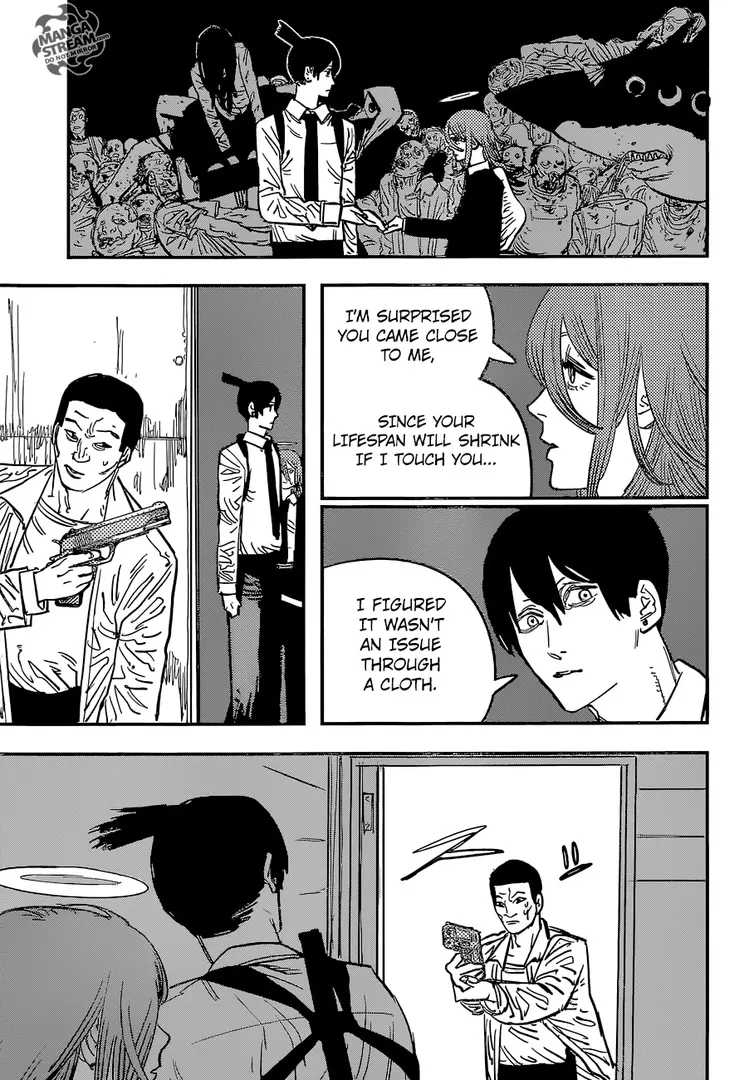 MANGA
STREAM.com
DO NOT MIRROR
I'M SURPRISED
YOU CAME CLOSE
TO ME,
SINCE YOUR
LIFESPAN WILL SHRINK
IF I TOUCH YOU...
I FIGURED
IT WASN'T
AN ISSUE
THROUGH
A CLOTH.